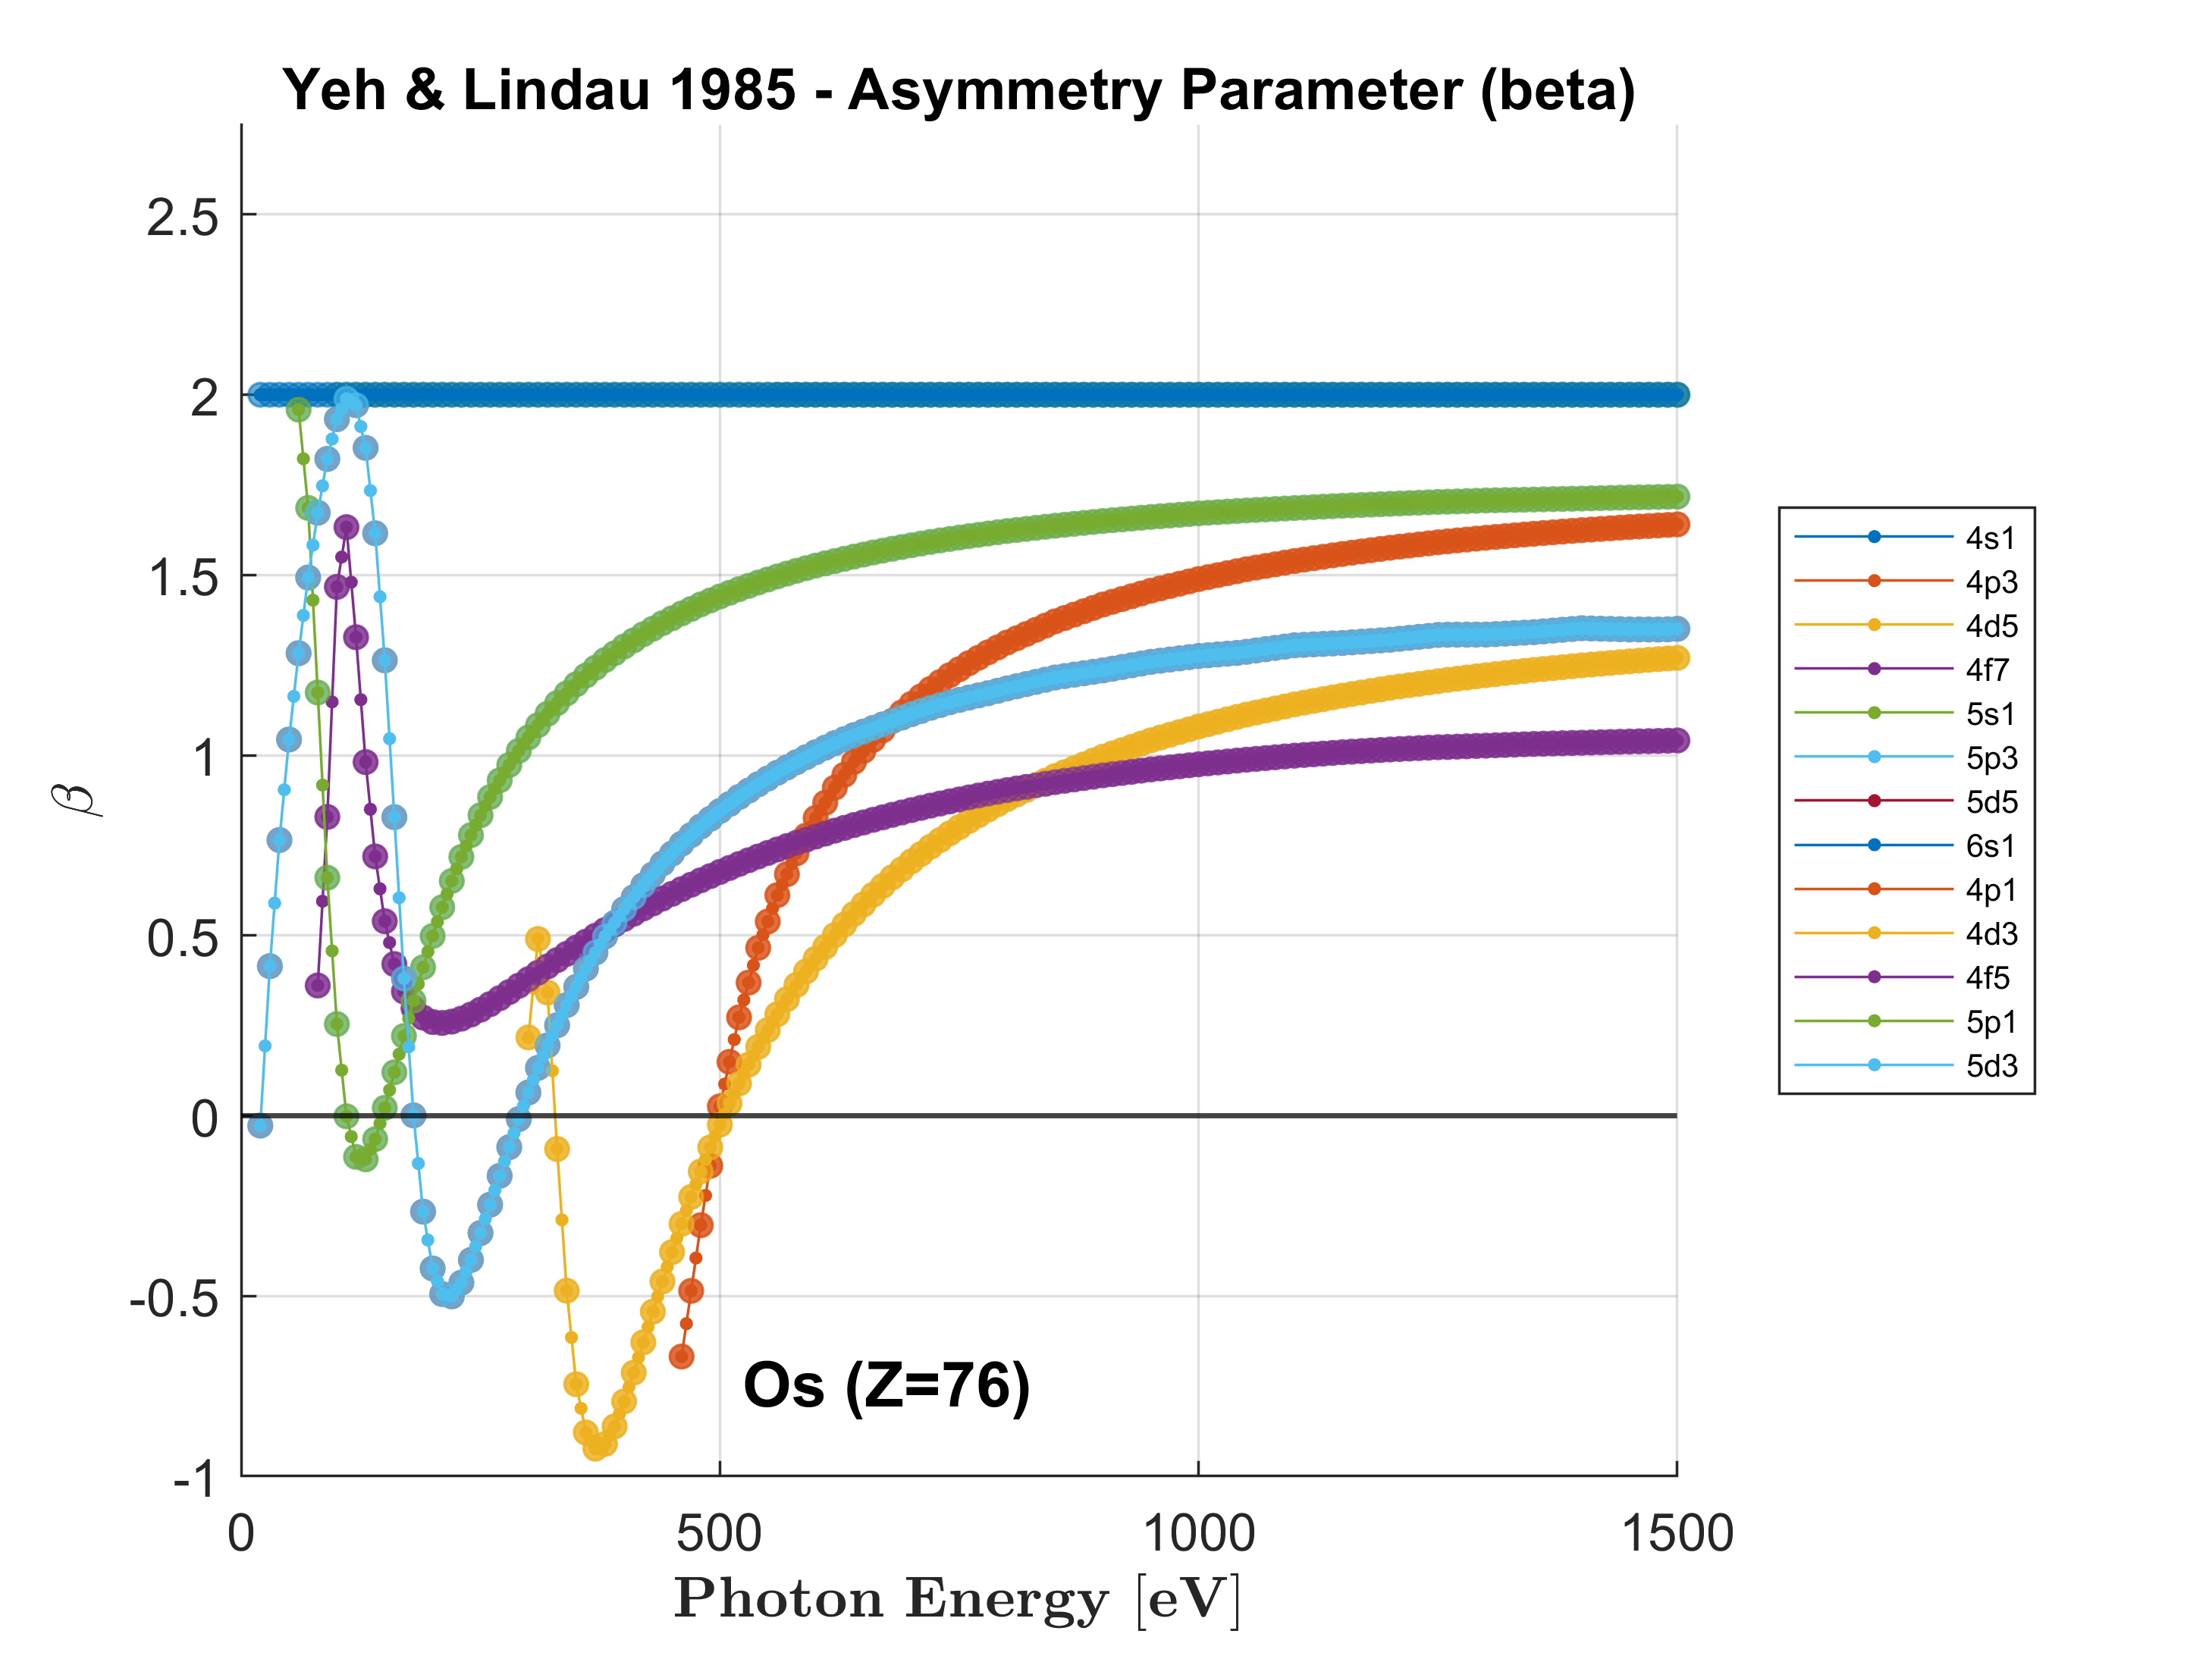 Yeh & Lindau 1985 - Asymmetry Parameter (beta)
2.5
2
1.5
1
0.5
0
-0.5
-1
β
0 500 1000 1500
Photon Energy [eV]
Os (Z=76)
4s1
4p3
4d5
4f7
5s1
5p3
5d5
6s1
4p1
4d3
4f5
5p1
5d3